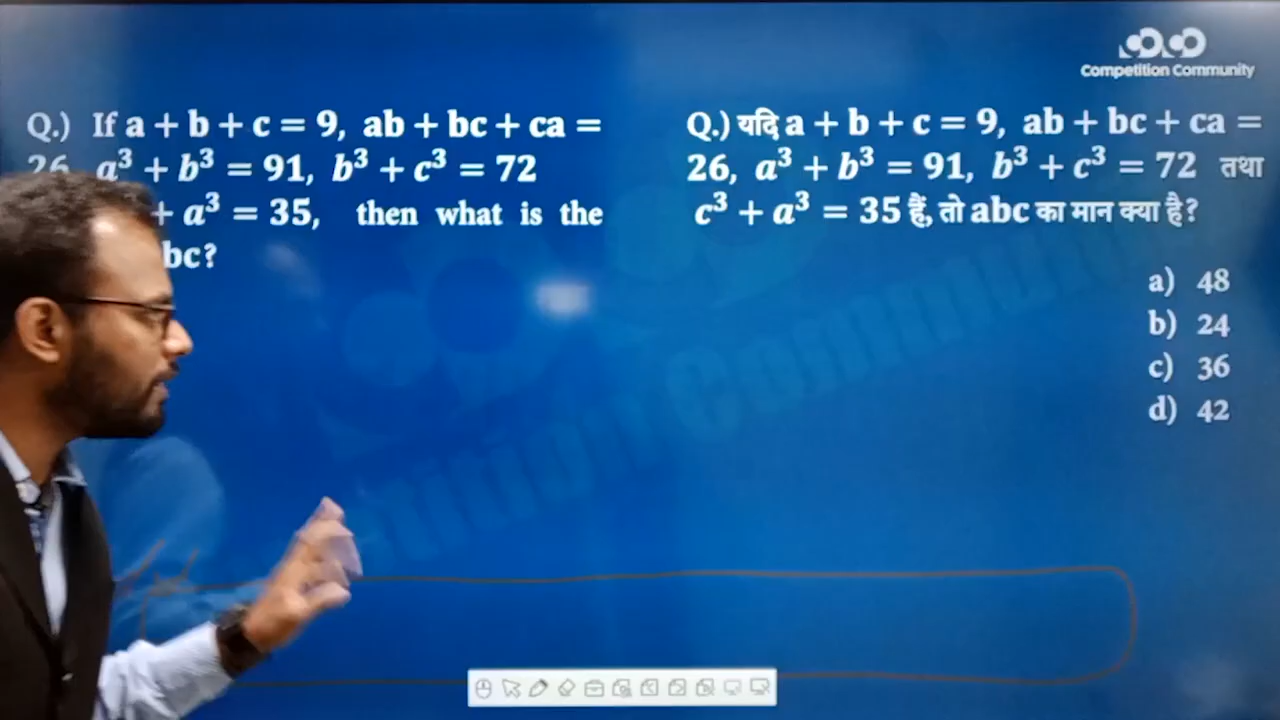 Competition Community
Q.) If a + b + c = 9, ab + bc + ca =
26, a³ + b³ = 91, b³ + c³ = 72
+ a³ = 35, then what is the
bc?
Q.) यदि a + b + c = 9, ab + bc + ca =
26, a³ + b³ = 91, b³ + c³ = 72 तथा
c³ + a³ = 35 हैं, तो abc का मान क्या है?
a) 48
b) 24
c) 36
d) 42